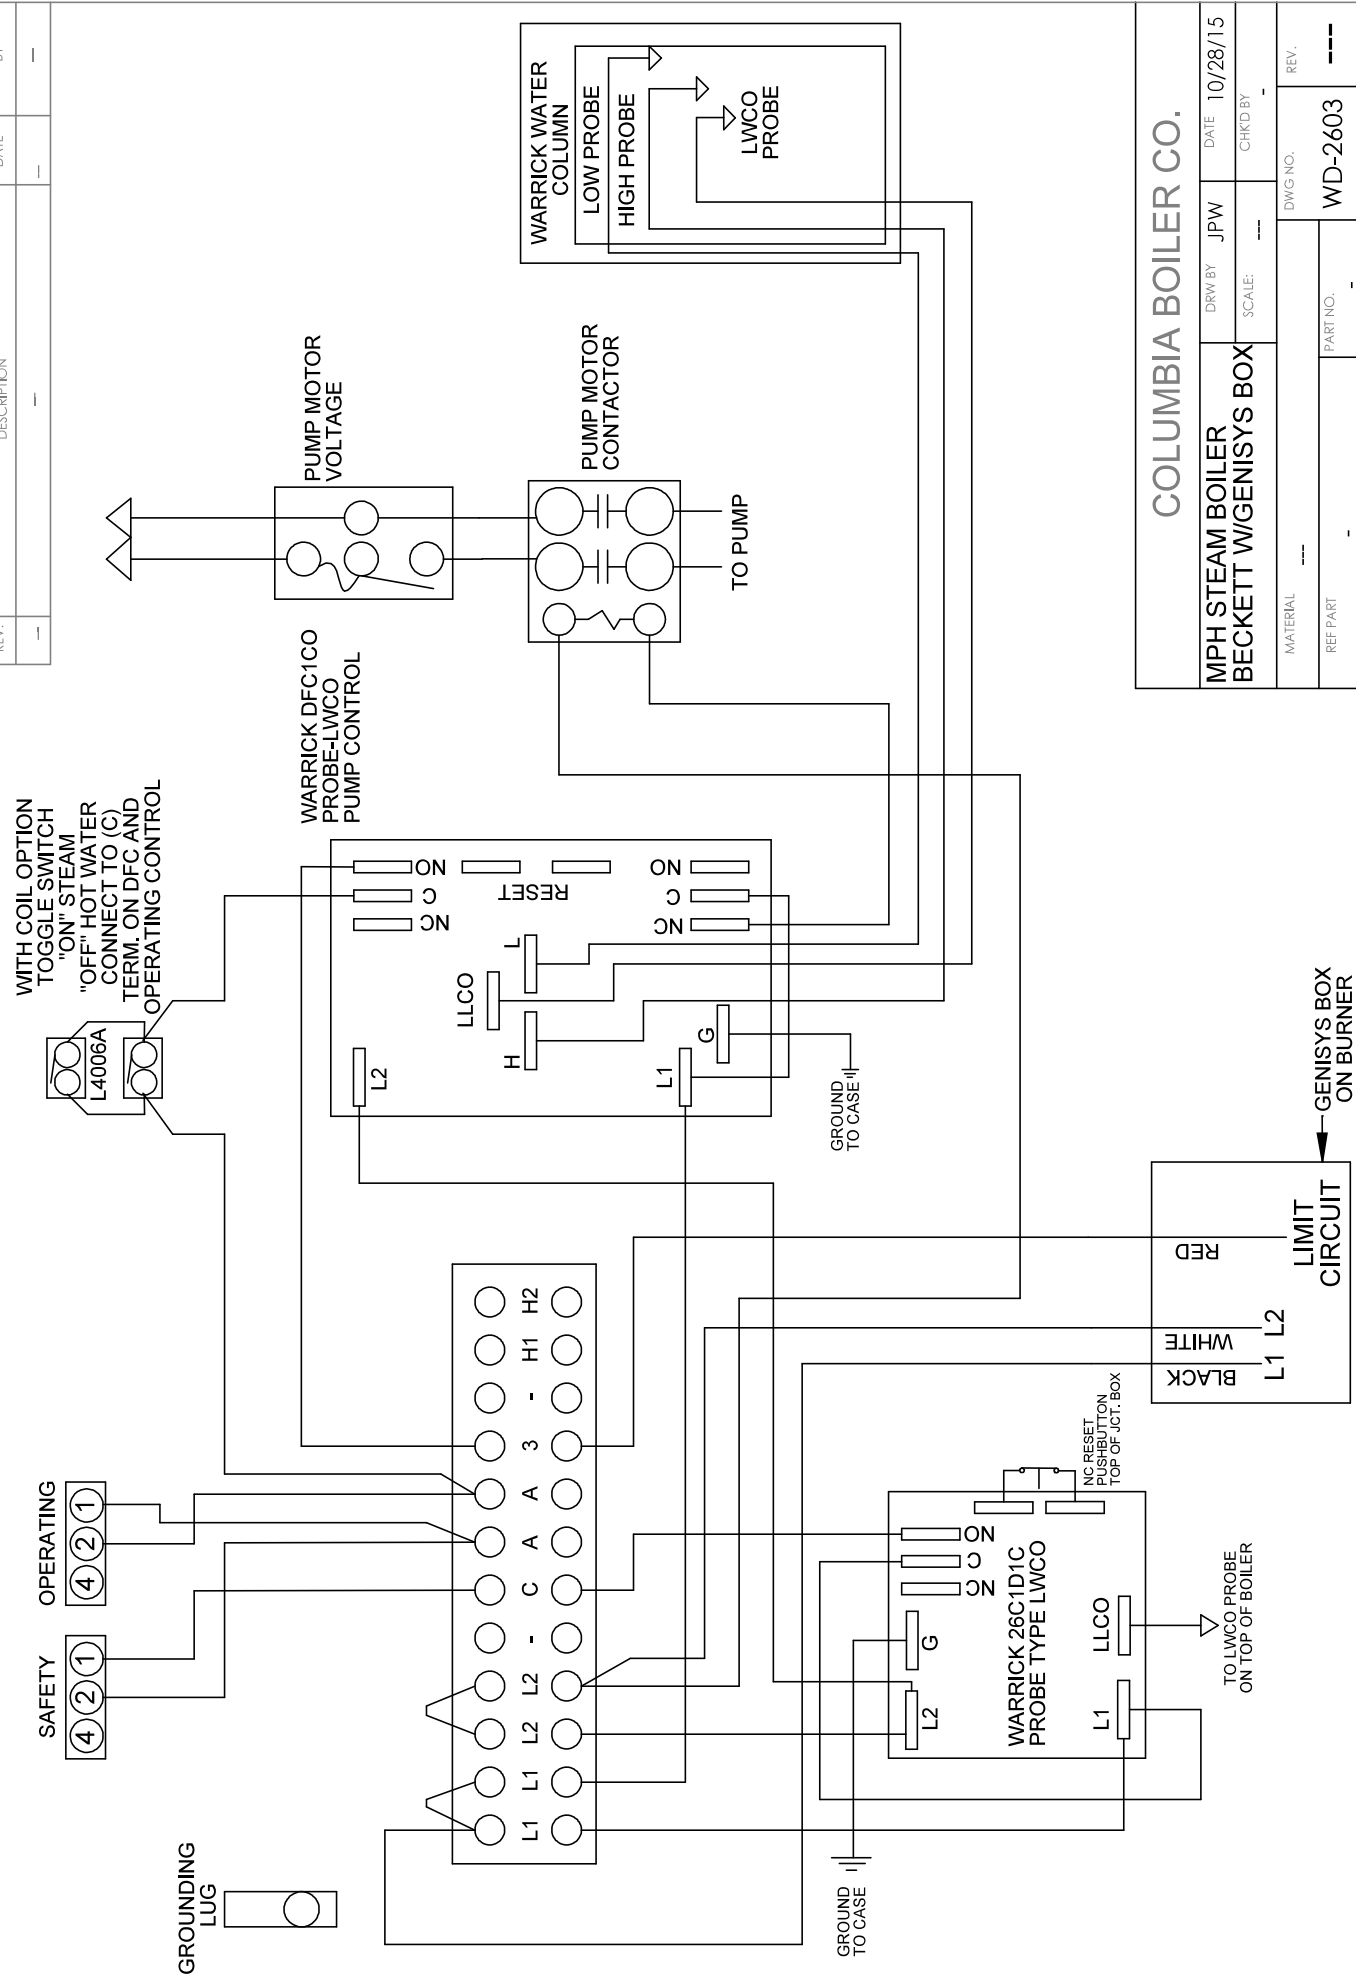 REV.
DESCRIPTION
DATE
BY
WITH COIL OPTION
TOGGLE SWITCH
"ON" STEAM
"OFF" HOT WATER
CONNECT TO (C)
TERM. ON DFC AND
OPERATING CONTROL
L4006A
OPERATING
4 2 1
SAFETY
4 2 1
GROUNDING
LUG
L1 L1 L2 L2 - C A A 3 - H1 H2
WARRICK DFC1CO
PROBE-LWCO
PUMP CONTROL
NO
C
NC
RESET
NO
C
NC
L
LLCO
H
L2
L1
G
GROUND
TO CASE
PUMP MOTOR
VOLTAGE
PUMP MOTOR
CONTACTOR
TO PUMP
WARRICK WATER
COLUMN
LOW PROBE
HIGH PROBE
LWCO
PROBE
GROUND
TO CASE
WARRICK 26C1D1C
PROBE TYPE LWCO
NO
C
NC
G
L2
L1
LLCO
NC RESET
PUSHBUTTON
TOP OF JCT. BOX
TO LWCO PROBE
ON TOP OF BOILER
BLACK
WHITE
RED
L1
L2
LIMIT
CIRCUIT
GENISYS BOX
ON BURNER
COLUMBIA BOILER CO.
MPH STEAM BOILER
BECKETT W/GENISYS BOX
DRW BY JPW
DATE 10/28/15
SCALE: ---
CHK'D BY -
MATERIAL ---
DWG NO. WD-2603
REV. ---
REF PART -
PART NO. -